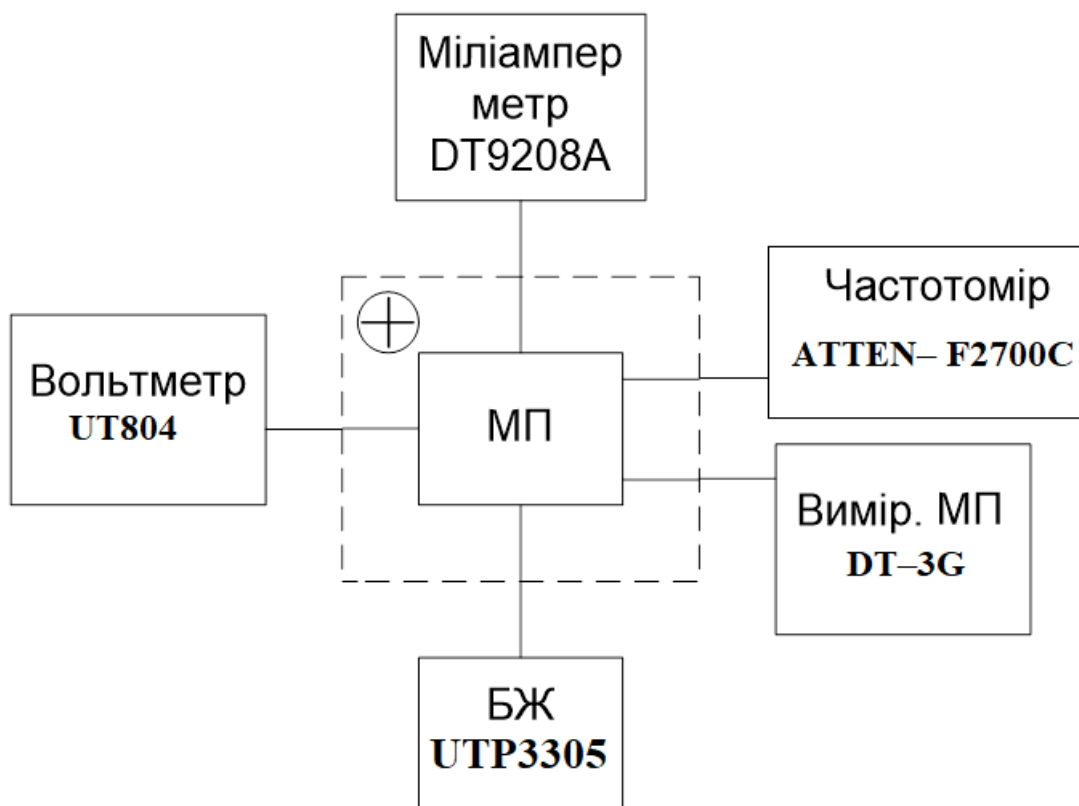 Міліампер
метр
DT9208A
Частотомір
ATTEN– F2700C
Вольтметр
UT804
МП
Вимір. МП
DT–3G
БЖ
UTP3305